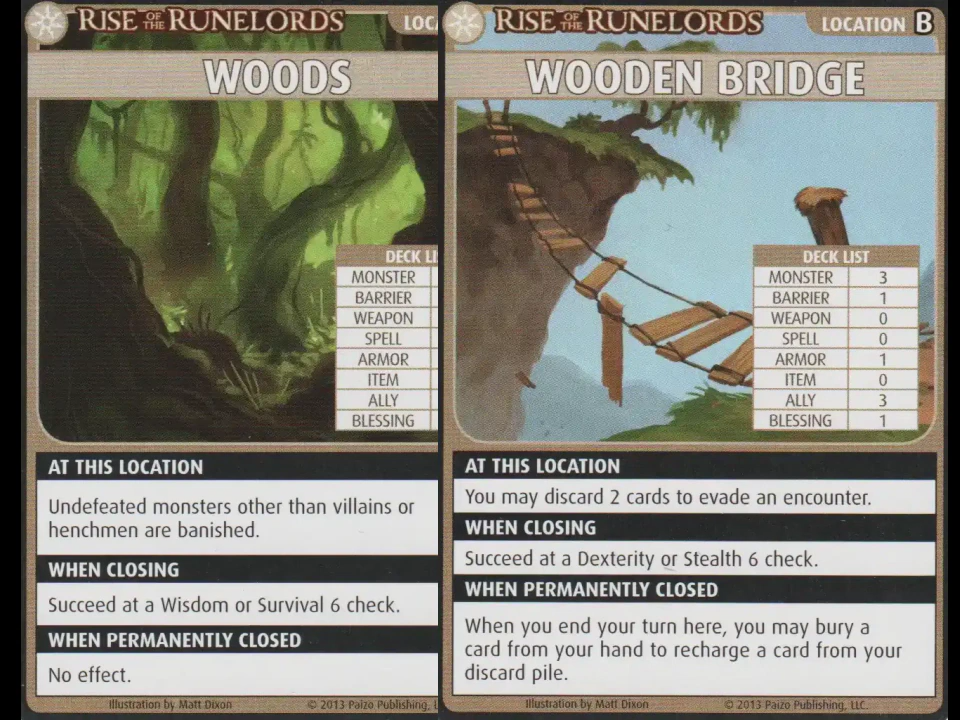 RISE OF THE RUNELORDS
WOODS
DECK
MONSTER
BARRIER
WEAPON
SPELL
ARMOR
ITEM
ALLY
BLESSING
AT THIS LOCATION
Undefeated monsters other than villains or
henchmen are banished.
WHEN CLOSING
Succeed at a Wisdom or Survival 6 check.
WHEN PERMANENTLY CLOSED
No effect.
Illustration by Matt Dixon © 2013 Paizo Publishing,
RISE OF THE RUNELORDS LOCATION B
WOODEN BRIDGE
DECK LIST
MONSTER 3
BARRIER 1
WEAPON 0
SPELL 0
ARMOR 1
ITEM 0
ALLY 3
BLESSING 1
AT THIS LOCATION
You may discard 2 cards to evade an encounter.
WHEN CLOSING
Succeed at a Dexterity or Stealth 6 check.
WHEN PERMANENTLY CLOSED
When you end your turn here, you may bury a
card from your hand to recharge a card from your
discard pile.
Illustration by Matt Dixon © 2013 Paizo Publishing, LLC.